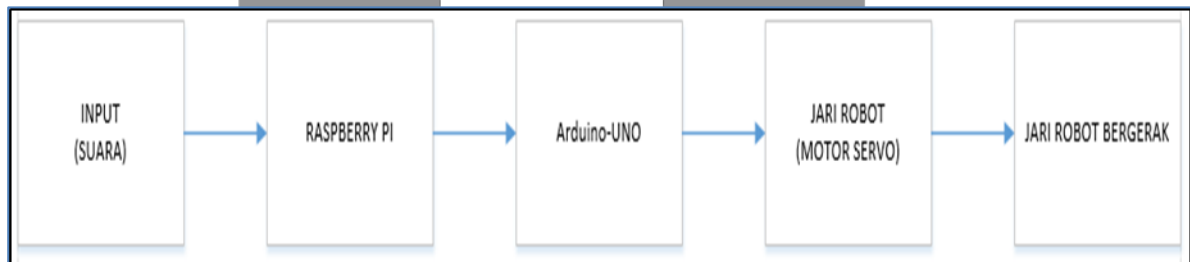 INPUT
(SUARA)
RASPBERRY PI
Arduino-UNO
JARI ROBOT
(MOTOR SERVO)
JARI ROBOT BERGERAK